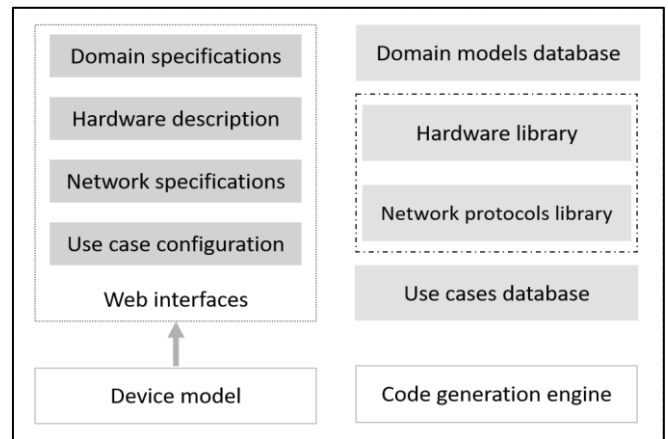 Domain specifications
Hardware description
Network specifications
Use case configuration
Web interfaces
Device model
Domain models database
Hardware library
Network protocols library
Use cases database
Code generation engine